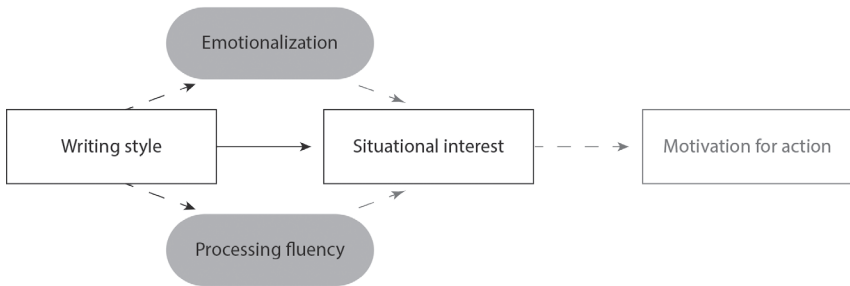 Emotionalization
Writing style
Situational interest
Motivation for action
Processing fluency